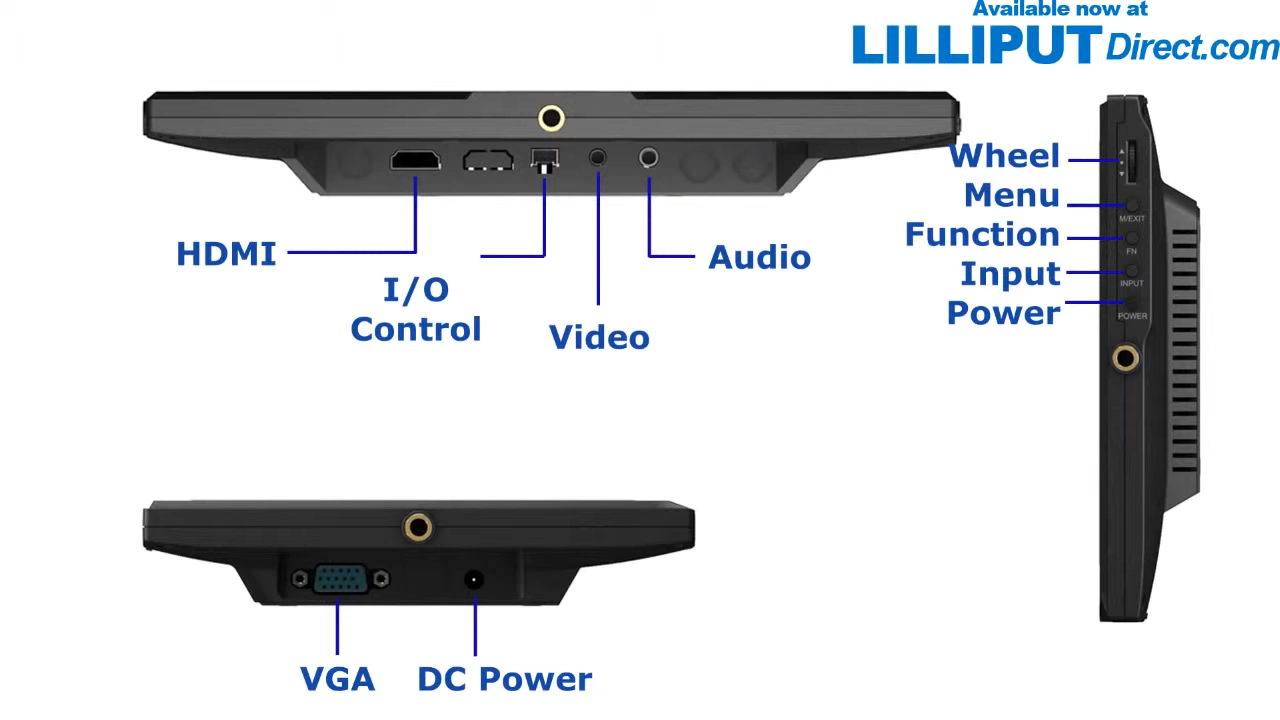 Available now at
LILLIPUT Direct.com
HDMI
I/O
Control
Video
Audio
Wheel
Menu
Function
Input
Power
M/EXIT
FN
INPUT
POWER
VGA
DC Power